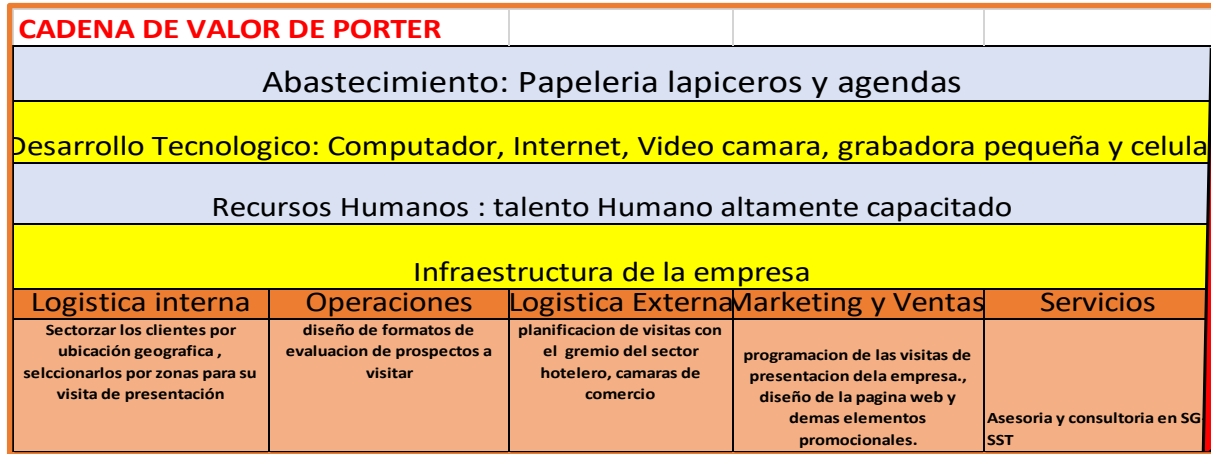 CADENA DE VALOR DE PORTER
Abastecimiento: Papeleria lapiceros y agendas
Desarrollo Tecnologico: Computador, Internet, Video camara, grabadora pequeña y celula
Recursos Humanos : talento Humano altamente capacitado
Infraestructura de la empresa
Logistica interna
Operaciones
Logistica Externa
Marketing y Ventas
Servicios
Sectorzar los clientes por
ubicación geografica ,
selccionarlos por zonas para su
visita de presentación
diseño de formatos de
evaluacion de prospectos a
visitar
planificacion de visitas con
el gremio del sector
hotelero, camaras de
comercio
programacion de las visitas de
presentacion dela empresa.,
diseño de la pagina web y
demas elementos
promocionales.
Asesoria y consultoria en SG
SST